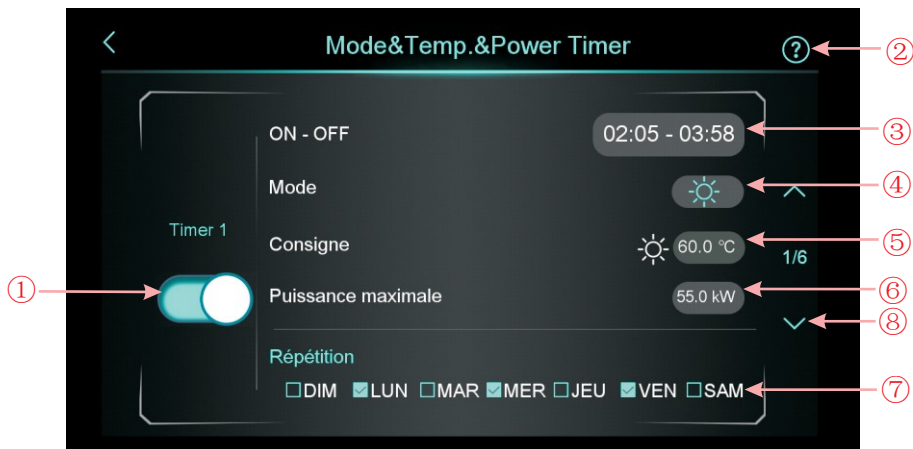 Mode&Temp.&Power Timer
? ②
ON - OFF 02:05 - 03:58 ③
Mode ④
Timer 1
Consigne 60.0 ℃ ⑤
1/6
① Puissance maximale 55.0 kW ⑥
⑧
Répétition
DIM LUN MAR MER JEU VEN SAM ⑦